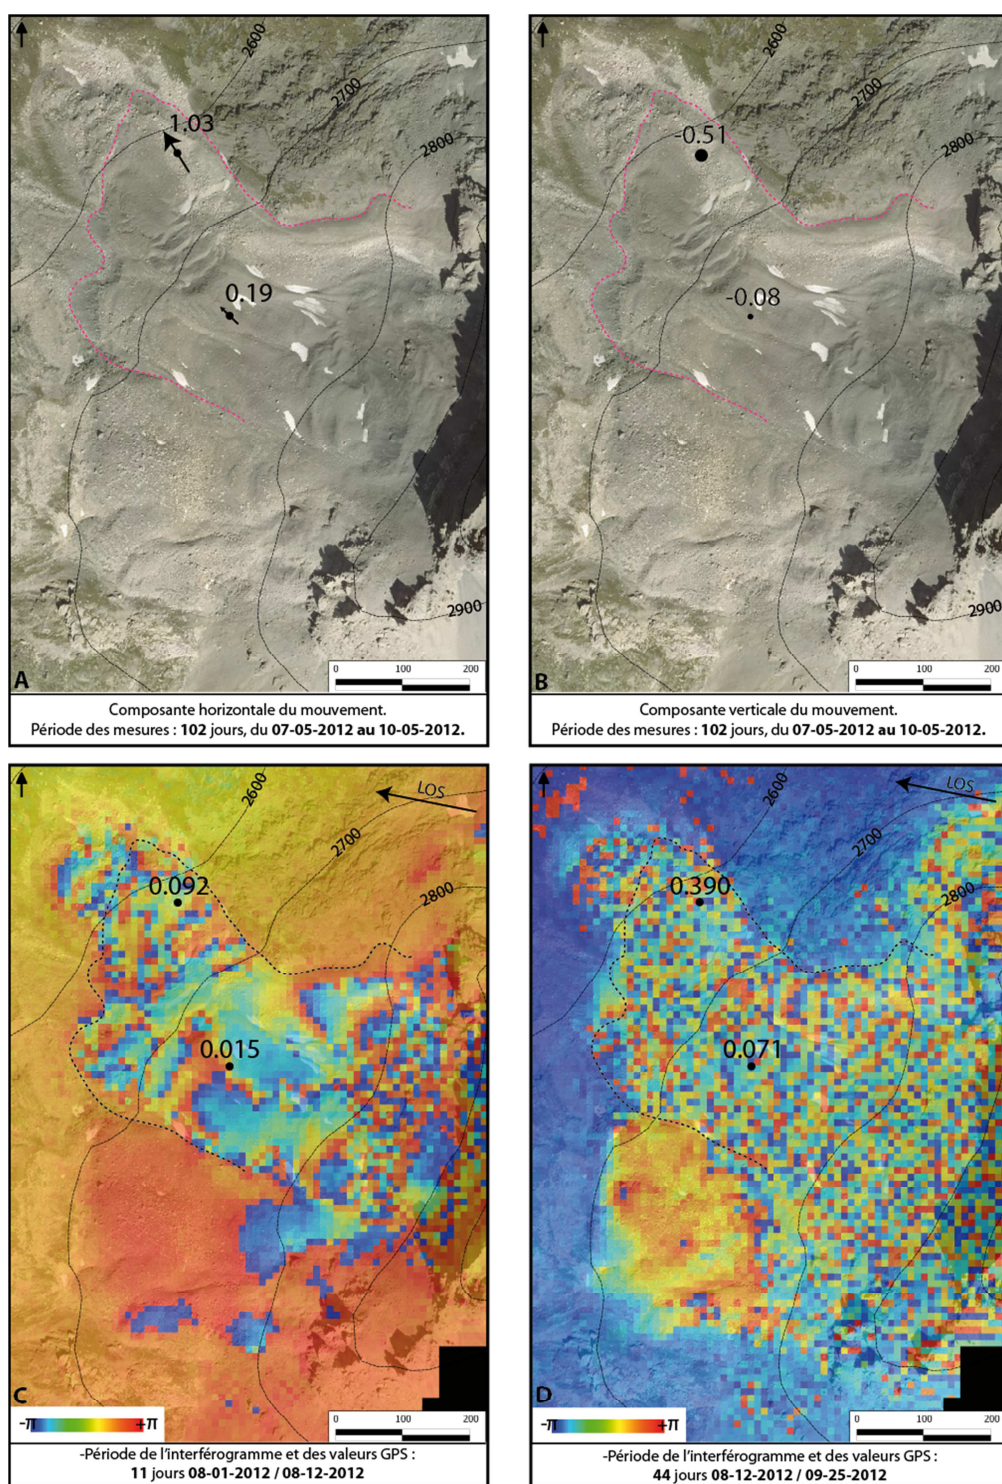 2600
2700
2800
1.03
0.19
2900
A
0 100 200
Composante horizontale du mouvement.
Période des mesures : 102 jours, du 07-05-2012 au 10-05-2012.
2600
2700
2800
-0.51
-0.08
2900
B
0 100 200
Composante verticale du mouvement.
Période des mesures : 102 jours, du 07-05-2012 au 10-05-2012.
LOS
2600
2700
2800
0.092
0.015
C
-π +π
0 100 200
-Période de l'interférogramme et des valeurs GPS :
11 jours 08-01-2012 / 08-12-2012
LOS
2600
2700
2800
0.390
0.071
D
-π +π
0 100 200
-Période de l'interférogramme et des valeurs GPS :
44 jours 08-12-2012 / 09-25-2012